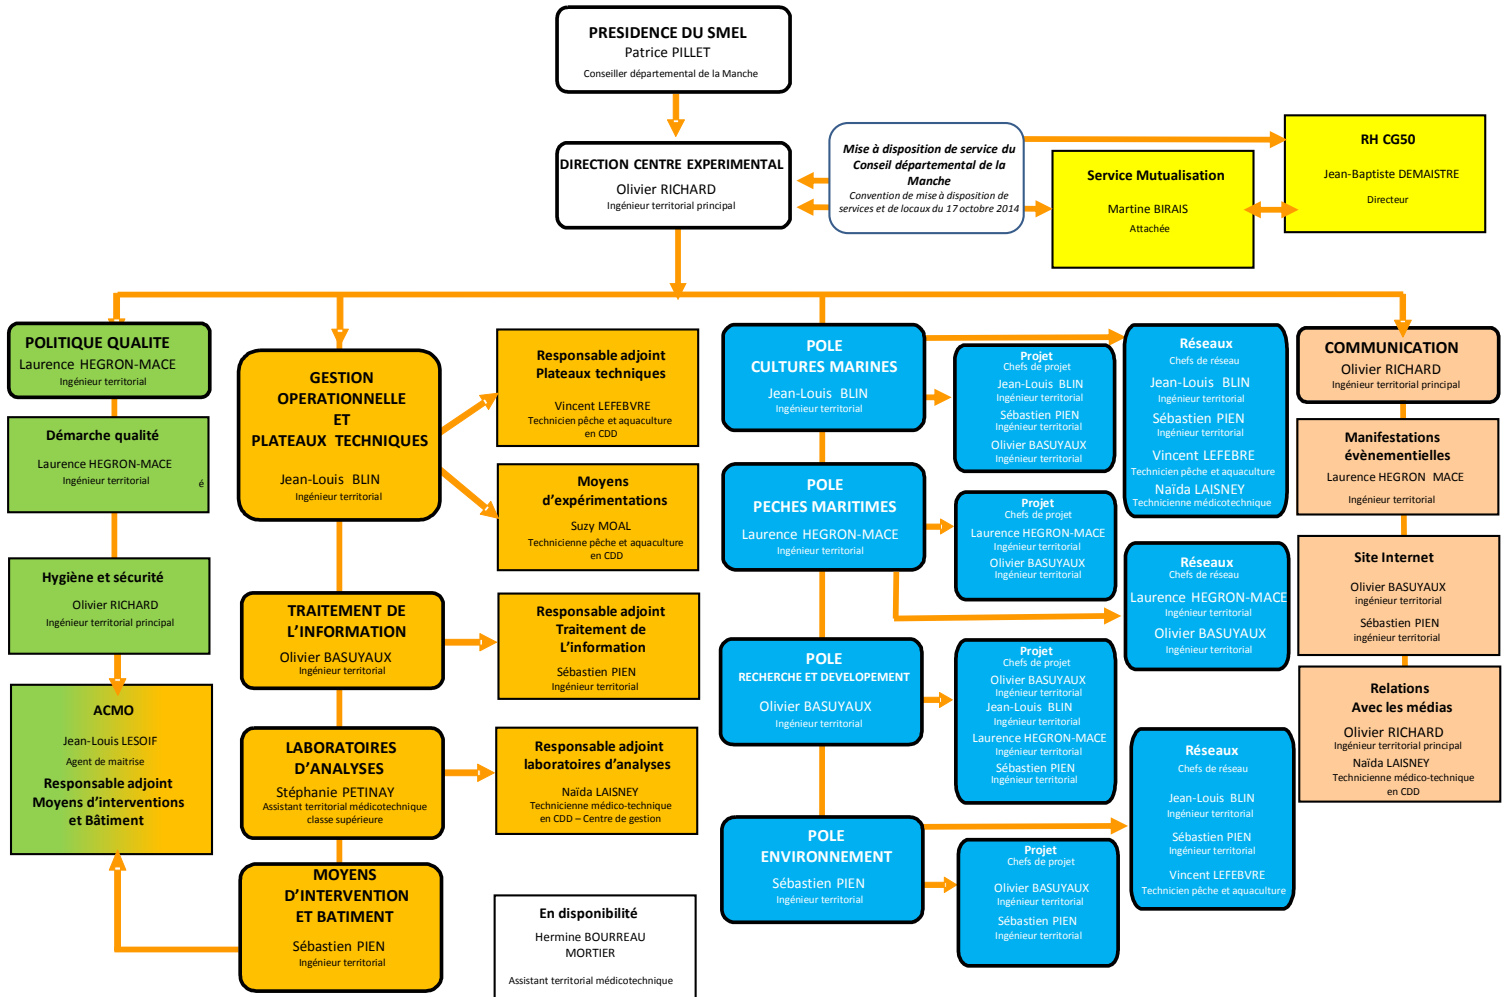 PRESIDENCE DU SMEL
Patrice PILLET
Conseiller départemental de la Manche
DIRECTION CENTRE EXPERIMENTAL
Olivier RICHARD
Ingénieur territorial principal
Mise à disposition de service du
Conseil départemental de la
Manche
Convention de mise à disposition de
services et de locaux du 17 octobre 2014
Service Mutualisation
Martine BIRAIS
Attachée
RH CG50
Jean-Baptiste DEMAISTRE
Directeur
POLITIQUE QUALITE
Laurence HEGRON-MACE
Ingénieur territorial
Démarche qualité
Laurence HEGRON-MACE
Ingénieur territorial
é
Hygiène et sécurité
Olivier RICHARD
Ingénieur territorial principal
ACMO
Jean-Louis LESOIF
Agent de maitrise
Responsable adjoint
Moyens d'interventions
et Bâtiment
GESTION
OPERATIONNELLE
ET
PLATEAUX TECHNIQUES
Jean-Louis BLIN
Ingénieur territorial
TRAITEMENT DE
L'INFORMATION
Olivier BASUYAUX
Ingénieur territorial
LABORATOIRES
D'ANALYSES
Stéphanie PETINAY
Assistant territorial médicotechnique
classe supérieure
MOYENS
D'INTERVENTION
ET BATIMENT
Sébastien PIEN
Ingénieur territorial
Responsable adjoint
Plateaux techniques
Vincent LEFEBVRE
Technicien pêche et aquaculture
en CDD
Moyens
d'expérimentations
Suzy MOAL
Technicienne pêche et aquaculture
en CDD
Responsable adjoint
Traitement de
L'information
Sébastien PIEN
Ingénieur territorial
Responsable adjoint
laboratoires d'analyses
Naïda LAISNEY
Technicienne médico-technique
en CDD – Centre de gestion
En disponibilité
Hermine BOURREAU
MORTIER
Assistant territorial médicotechnique
POLE
CULTURES MARINES
Jean-Louis BLIN
Ingénieur territorial
POLE
PECHES MARITIMES
Laurence HEGRON-MACE
Ingénieur territorial
POLE
RECHERCHE ET DEVELOPEMENT
Olivier BASUYAUX
Ingénieur territorial
POLE
ENVIRONNEMENT
Sébastien PIEN
Ingénieur territorial
Projet
Chefs de projet
Jean-Louis BLIN
Ingénieur territorial
Sébastien PIEN
Ingénieur territorial
Olivier BASUYAUX
Ingénieur territorial
Projet
Chefs de projet
Laurence HEGRON-MACE
Ingénieur territorial
Olivier BASUYAUX
Ingénieur territorial
Projet
Chefs de projet
Olivier BASUYAUX
Ingénieur territorial
Jean-Louis BLIN
Ingénieur territorial
Laurence HEGRON-MACE
Ingénieur territorial
Sébastien PIEN
Ingénieur territorial
Projet
Chefs de projet
Olivier BASUYAUX
Ingénieur territorial
Sébastien PIEN
Ingénieur territorial
Réseaux
Chefs de réseau
Jean-Louis BLIN
Ingénieur territorial
Sébastien PIEN
Ingénieur territorial
Vincent LEFEBRE
Technicien pêche et aquaculture
Naïda LAISNEY
Technicienne médicotechnique
Réseaux
Chefs de réseau
Laurence HEGRON-MACE
Ingénieur territorial
Olivier BASUYAUX
Ingénieur territorial
Réseaux
Chefs de réseau
Jean-Louis BLIN
Ingénieur territorial
Sébastien PIEN
Ingénieur territorial
Vincent LEFEBVRE
Technicien pêche et aquaculture
COMMUNICATION
Olivier RICHARD
Ingénieur territorial principal
Manifestations
évènementielles
Laurence HEGRON MACE
Ingénieur territorial
Site Internet
Olivier BASUYAUX
ingénieur territorial
Sébastien PIEN
ingénieur territorial
Relations
Avec les médias
Olivier RICHARD
Ingénieur territorial principal
Naïda LAISNEY
Technicienne médico-technique
en CDD